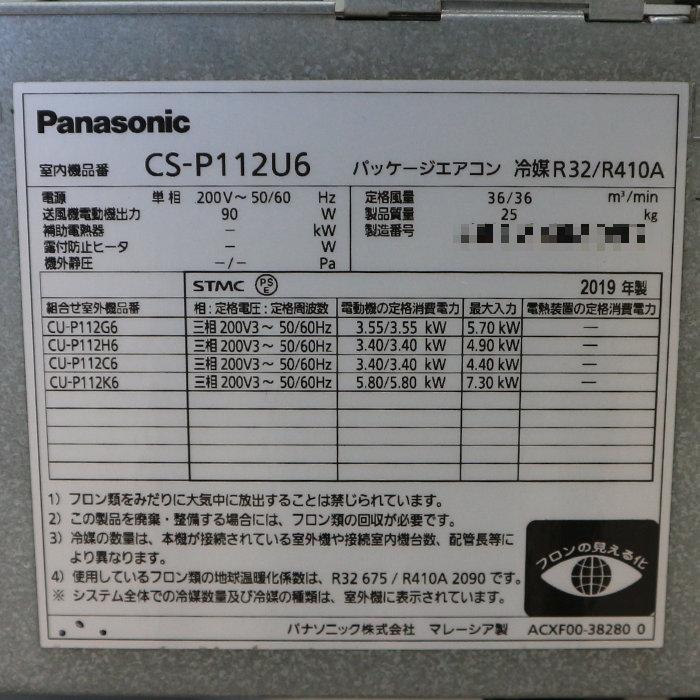 Panasonic
室内機品番 CS-P112U6 パッケージエアコン 冷媒 R32/R410A
電源 単相 200V～50/60 Hz 定格風量 36/36 m³/min
送風機電動機出力 90 W 製品質量 25 kg
補助電熱器 － kW 製造番号
露付防止ヒータ － W
機外静圧 －/－ Pa
STMC PSE 2019 年製
組合せ室外機品番 相:定格電圧:定格周波数 電動機の定格消費電力 最大入力 電熱装置の定格消費電力
CU-P112G6 三相 200V3～ 50/60Hz 3.55/3.55 kW 5.70 kW －
CU-P112H6 三相 200V3～ 50/60Hz 3.40/3.40 kW 4.90 kW －
CU-P112C6 三相 200V3～ 50/60Hz 3.40/3.40 kW 4.40 kW －
CU-P112K6 三相 200V3～ 50/60Hz 5.80/5.80 kW 7.30 kW －
1) フロン類をみだりに大気中に放出することは禁じられています。
2) この製品を廃棄・整備する場合には、フロン類の回収が必要です。
3) 冷媒の数量は、本機が接続されている室外機や接続室内機台数、配管長等に
より異なります。
4) 使用しているフロン類の地球温暖化係数は、R32 675 / R410A 2090 です。
※ システム全体での冷媒数量及び冷媒の種類は、室外機に表示されています。
フロンの見える化
パナソニック株式会社 マレーシア製 ACXF00-38280 0